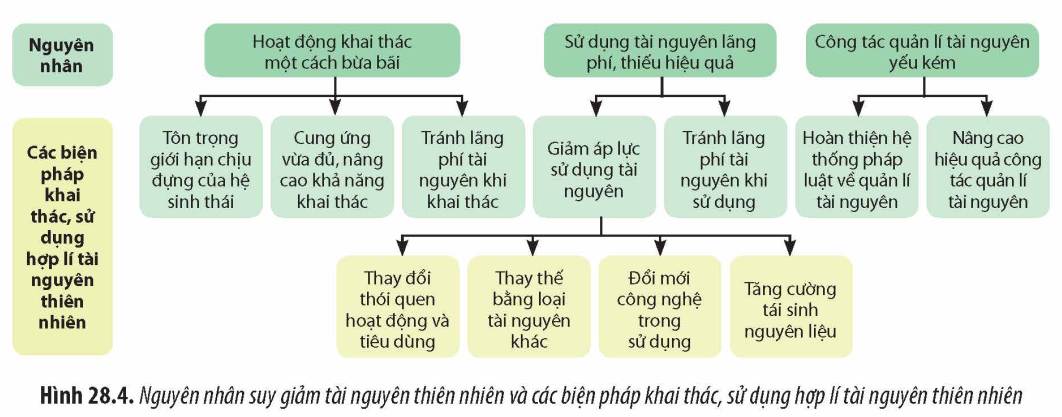 Nguyên
nhân
Hoạt động khai thác
một cách bừa bãi
Sử dụng tài nguyên lãng
phí, thiếu hiệu quả
Công tác quản lí tài nguyên
yếu kém
Các biện
pháp
khai
thác, sử
dụng
hợp lí tài
nguyên
thiên
nhiên
Tôn trọng
giới hạn chịu
đựng của hệ
sinh thái
Cung ứng
vừa đủ, nâng
cao khả năng
khai thác
Tránh lãng
phí tài
nguyên khi
khai thác
Giảm áp lực
sử dụng tài
nguyên
Tránh lãng
phí tài
nguyên khi
sử dụng
Hoàn thiện hệ
thống pháp
luật về quản lí
tài nguyên
Nâng cao
hiệu quả công
tác quản lí
tài nguyên
Thay đổi
thói quen
hoạt động và
tiêu dùng
Thay thế
bằng loại
tài nguyên
khác
Đổi mới
công nghệ
trong
sử dụng
Tăng cường
tái sinh
nguyên liệu
Hình 28.4. Nguyên nhân suy giảm tài nguyên thiên nhiên và các biện pháp khai thác, sử dụng hợp lí tài nguyên thiên nhiên